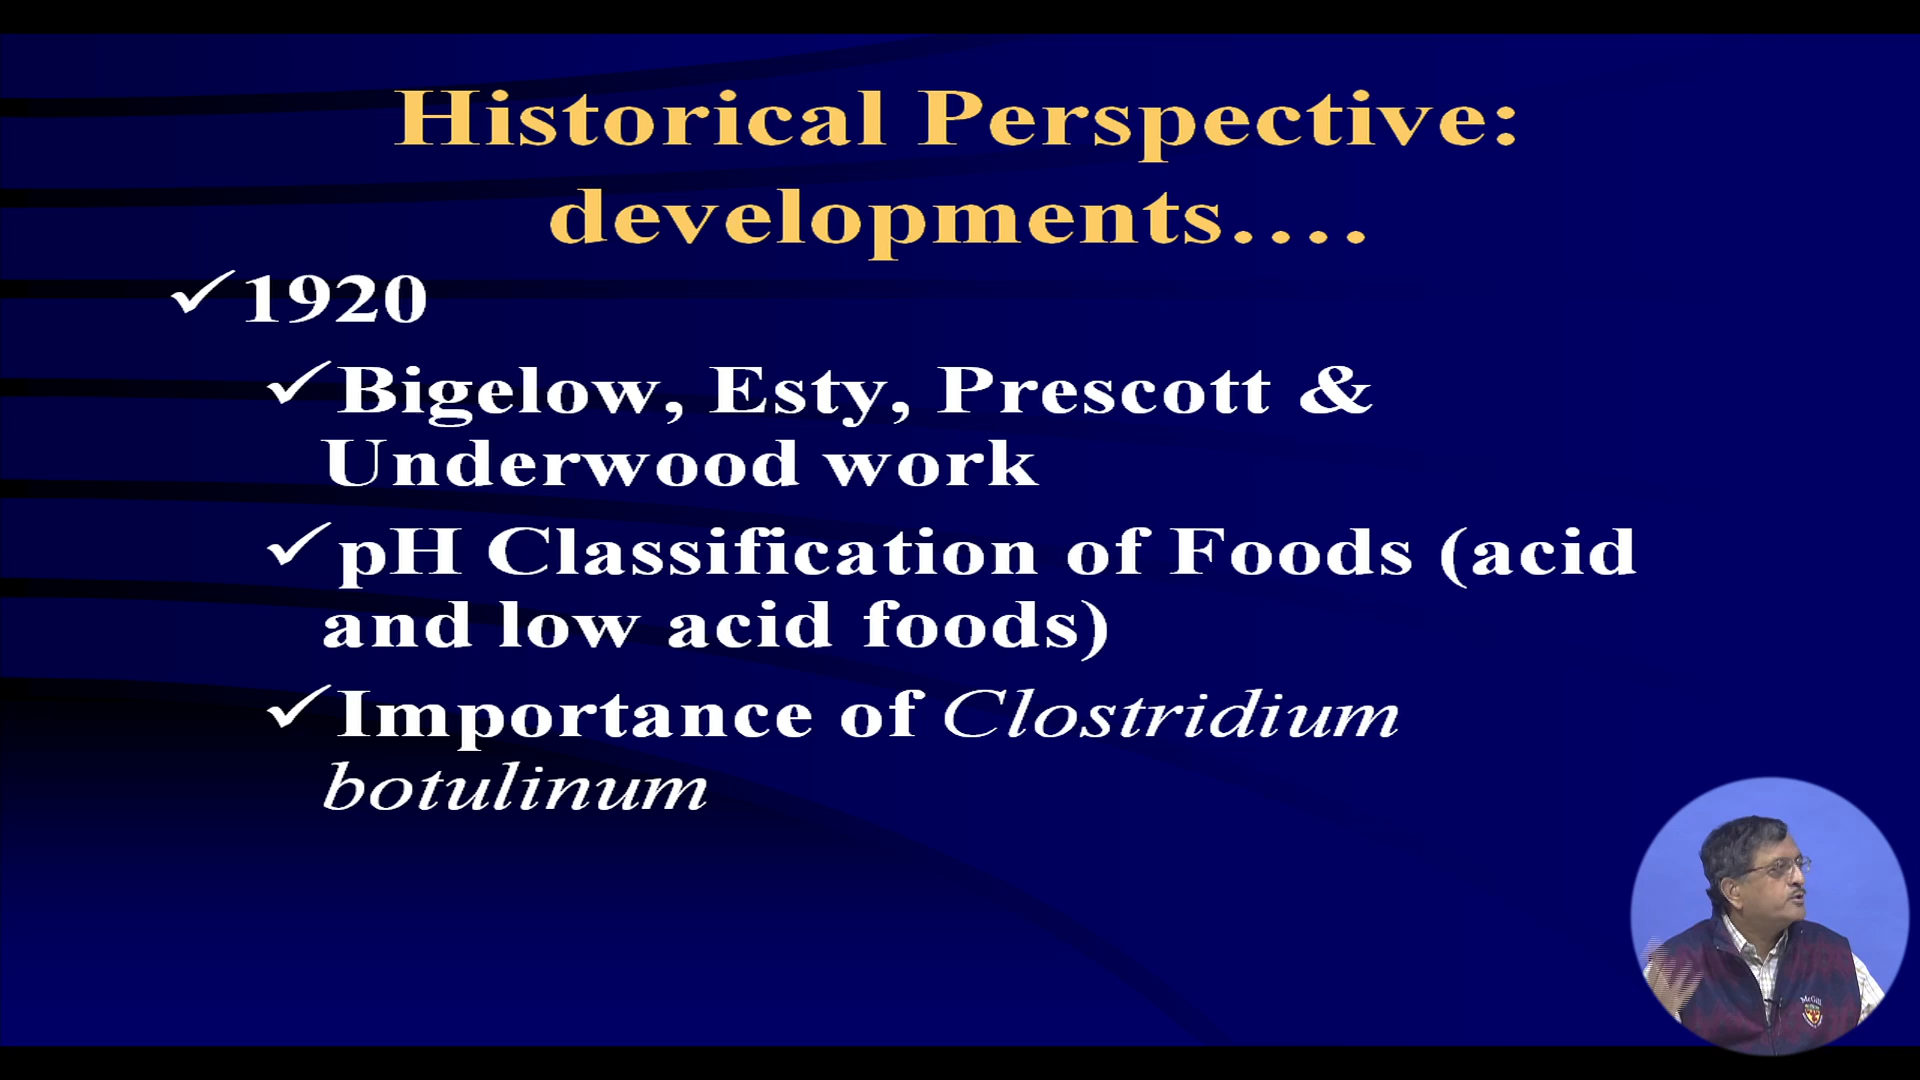 Historical Perspective:
developments....
✓1920
✓Bigelow, Esty, Prescott &
Underwood work
✓pH Classification of Foods (acid
and low acid foods)
✓Importance of Clostridium
botulinum
McGill